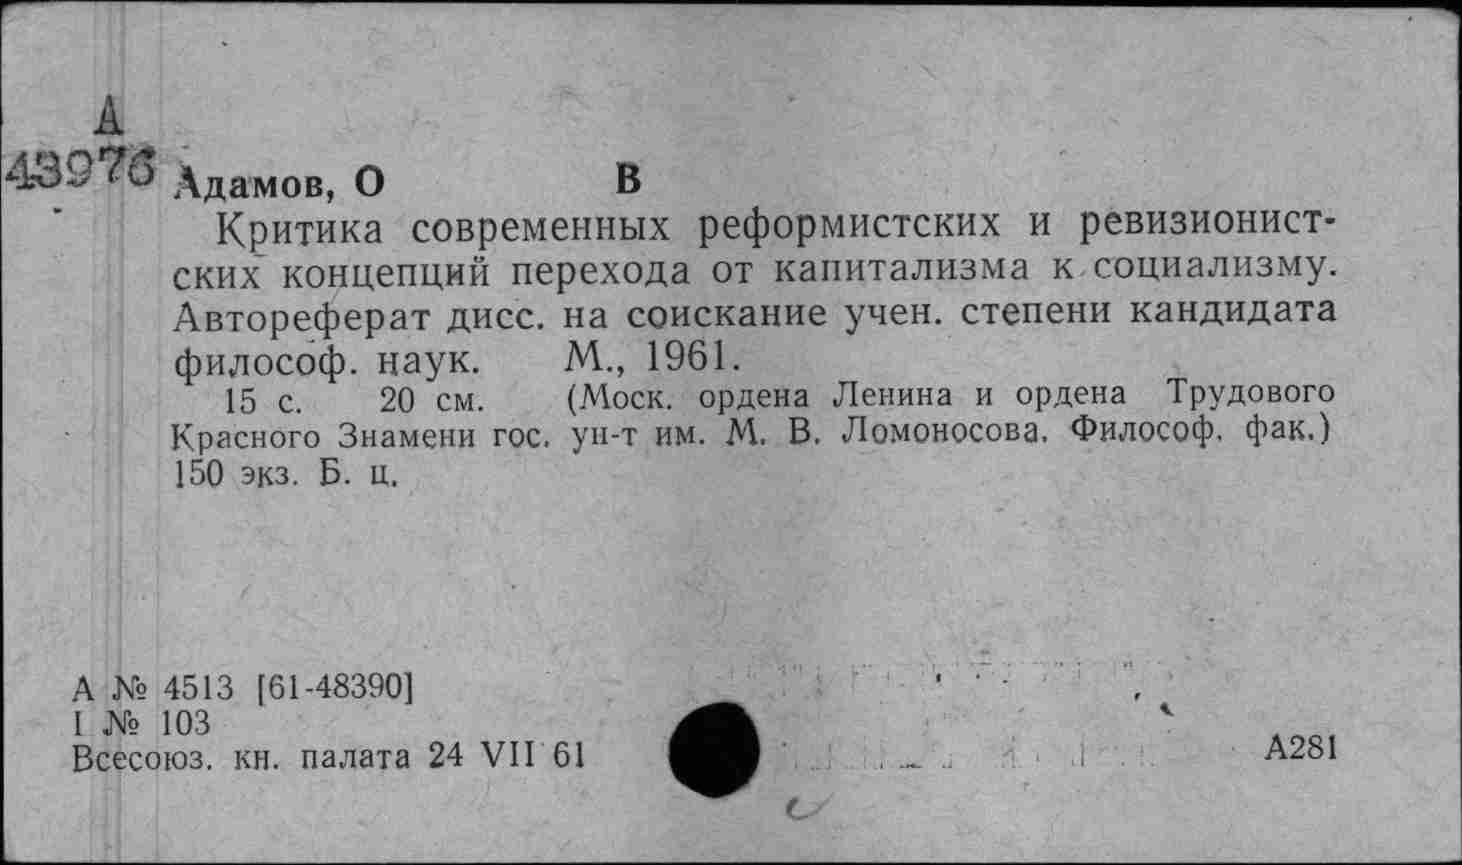 А
43976
Адамов, О В
Критика современных реформистских и ревизионист-
ских концепций перехода от капитализма к социализму.
Автореферат дисс. на соискание учен. степени кандидата
философ. наук. М., 1961.
15 с. 20 см. (Моск. ордена Ленина и ордена Трудового
Красного Знамени гос. ун-т им. М. В. Ломоносова. Философ. фак.)
150 экз. Б. ц.
А № 4513 [61-48390]
I № 103
Всесоюз. кн. палата 24 VII 61
А281